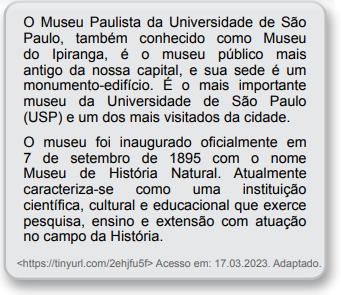 O Museu Paulista da Universidade de São
Paulo, também conhecido como Museu
do Ipiranga, é o museu público mais
antigo da nossa capital, e sua sede é um
monumento-edifício. É o mais importante
museu da Universidade de São Paulo
(USP) e um dos mais visitados da cidade.
O museu foi inaugurado oficialmente em
7 de setembro de 1895 com o nome
Museu de História Natural. Atualmente
caracteriza-se como uma instituição
científica, cultural e educacional que exerce
pesquisa, ensino e extensão com atuação
no campo da História.
<https://tinyurl.com/2ehjfu5f> Acesso em: 17.03.2023. Adaptado.